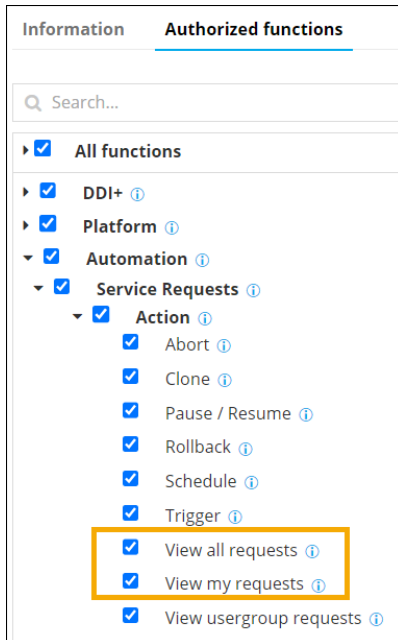 Information Authorized functions
Search...
All functions
DDI+
Platform
Automation
Service Requests
Action
Abort
Clone
Pause / Resume
Rollback
Schedule
Trigger
View all requests
View my requests
View usergroup requests